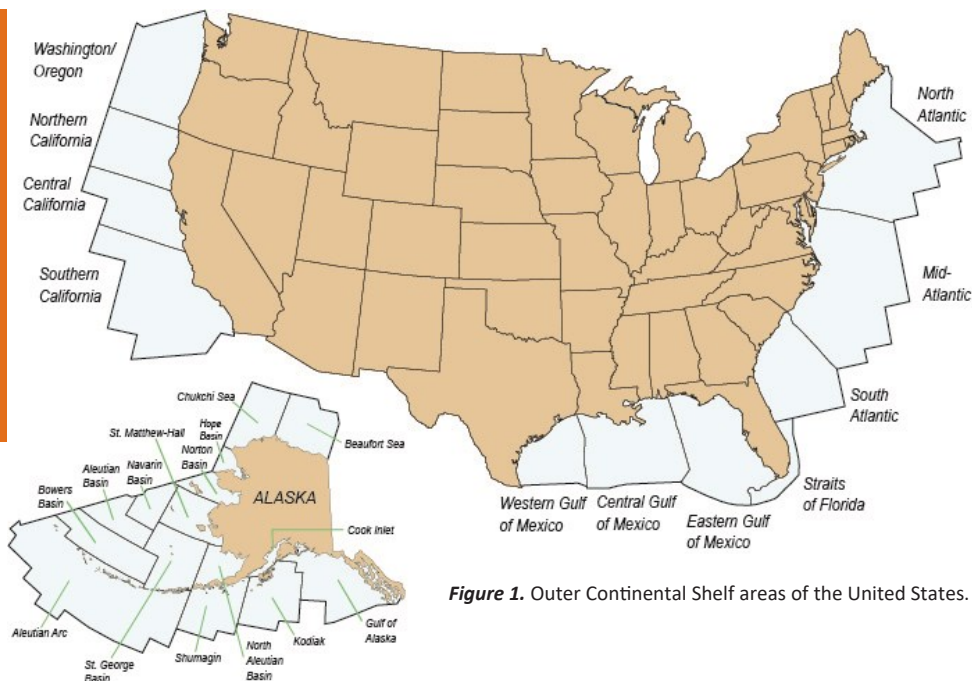 Washington/
Oregon
Northern
California
Central
California
Southern
California
North
Atlantic
Mid-
Atlantic
South
Atlantic
Straits
of Florida
Eastern Gulf
of Mexico
Central Gulf
of Mexico
Western Gulf
of Mexico
Chukchi Sea
Beaufort Sea
Hope
Basin
St. Matthew-Hall
Norton
Basin
Navarin
Basin
Aleutian
Basin
Bowers
Basin
ALASKA
Cook Inlet
Aleutian Arc
St. George
Basin
Shumagin
North
Aleutian
Basin
Kodiak
Gulf of
Alaska
Figure 1. Outer Continental Shelf areas of the United States.